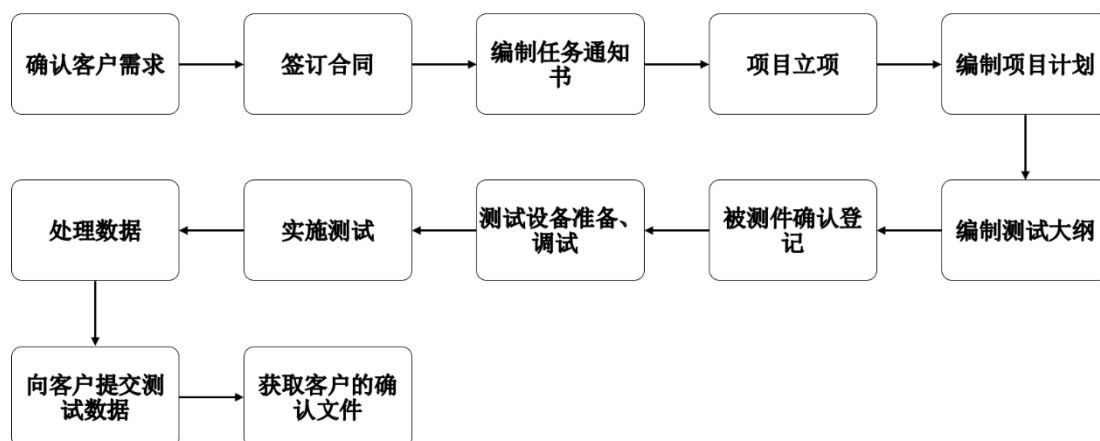 确认客户需求
签订合同
编制任务通知
书
项目立项
编制项目计划
编制测试大纲
被测件确认登
记
测试设备准备、
调试
实施测试
处理数据
向客户提交测
试数据
获取客户的确
认文件